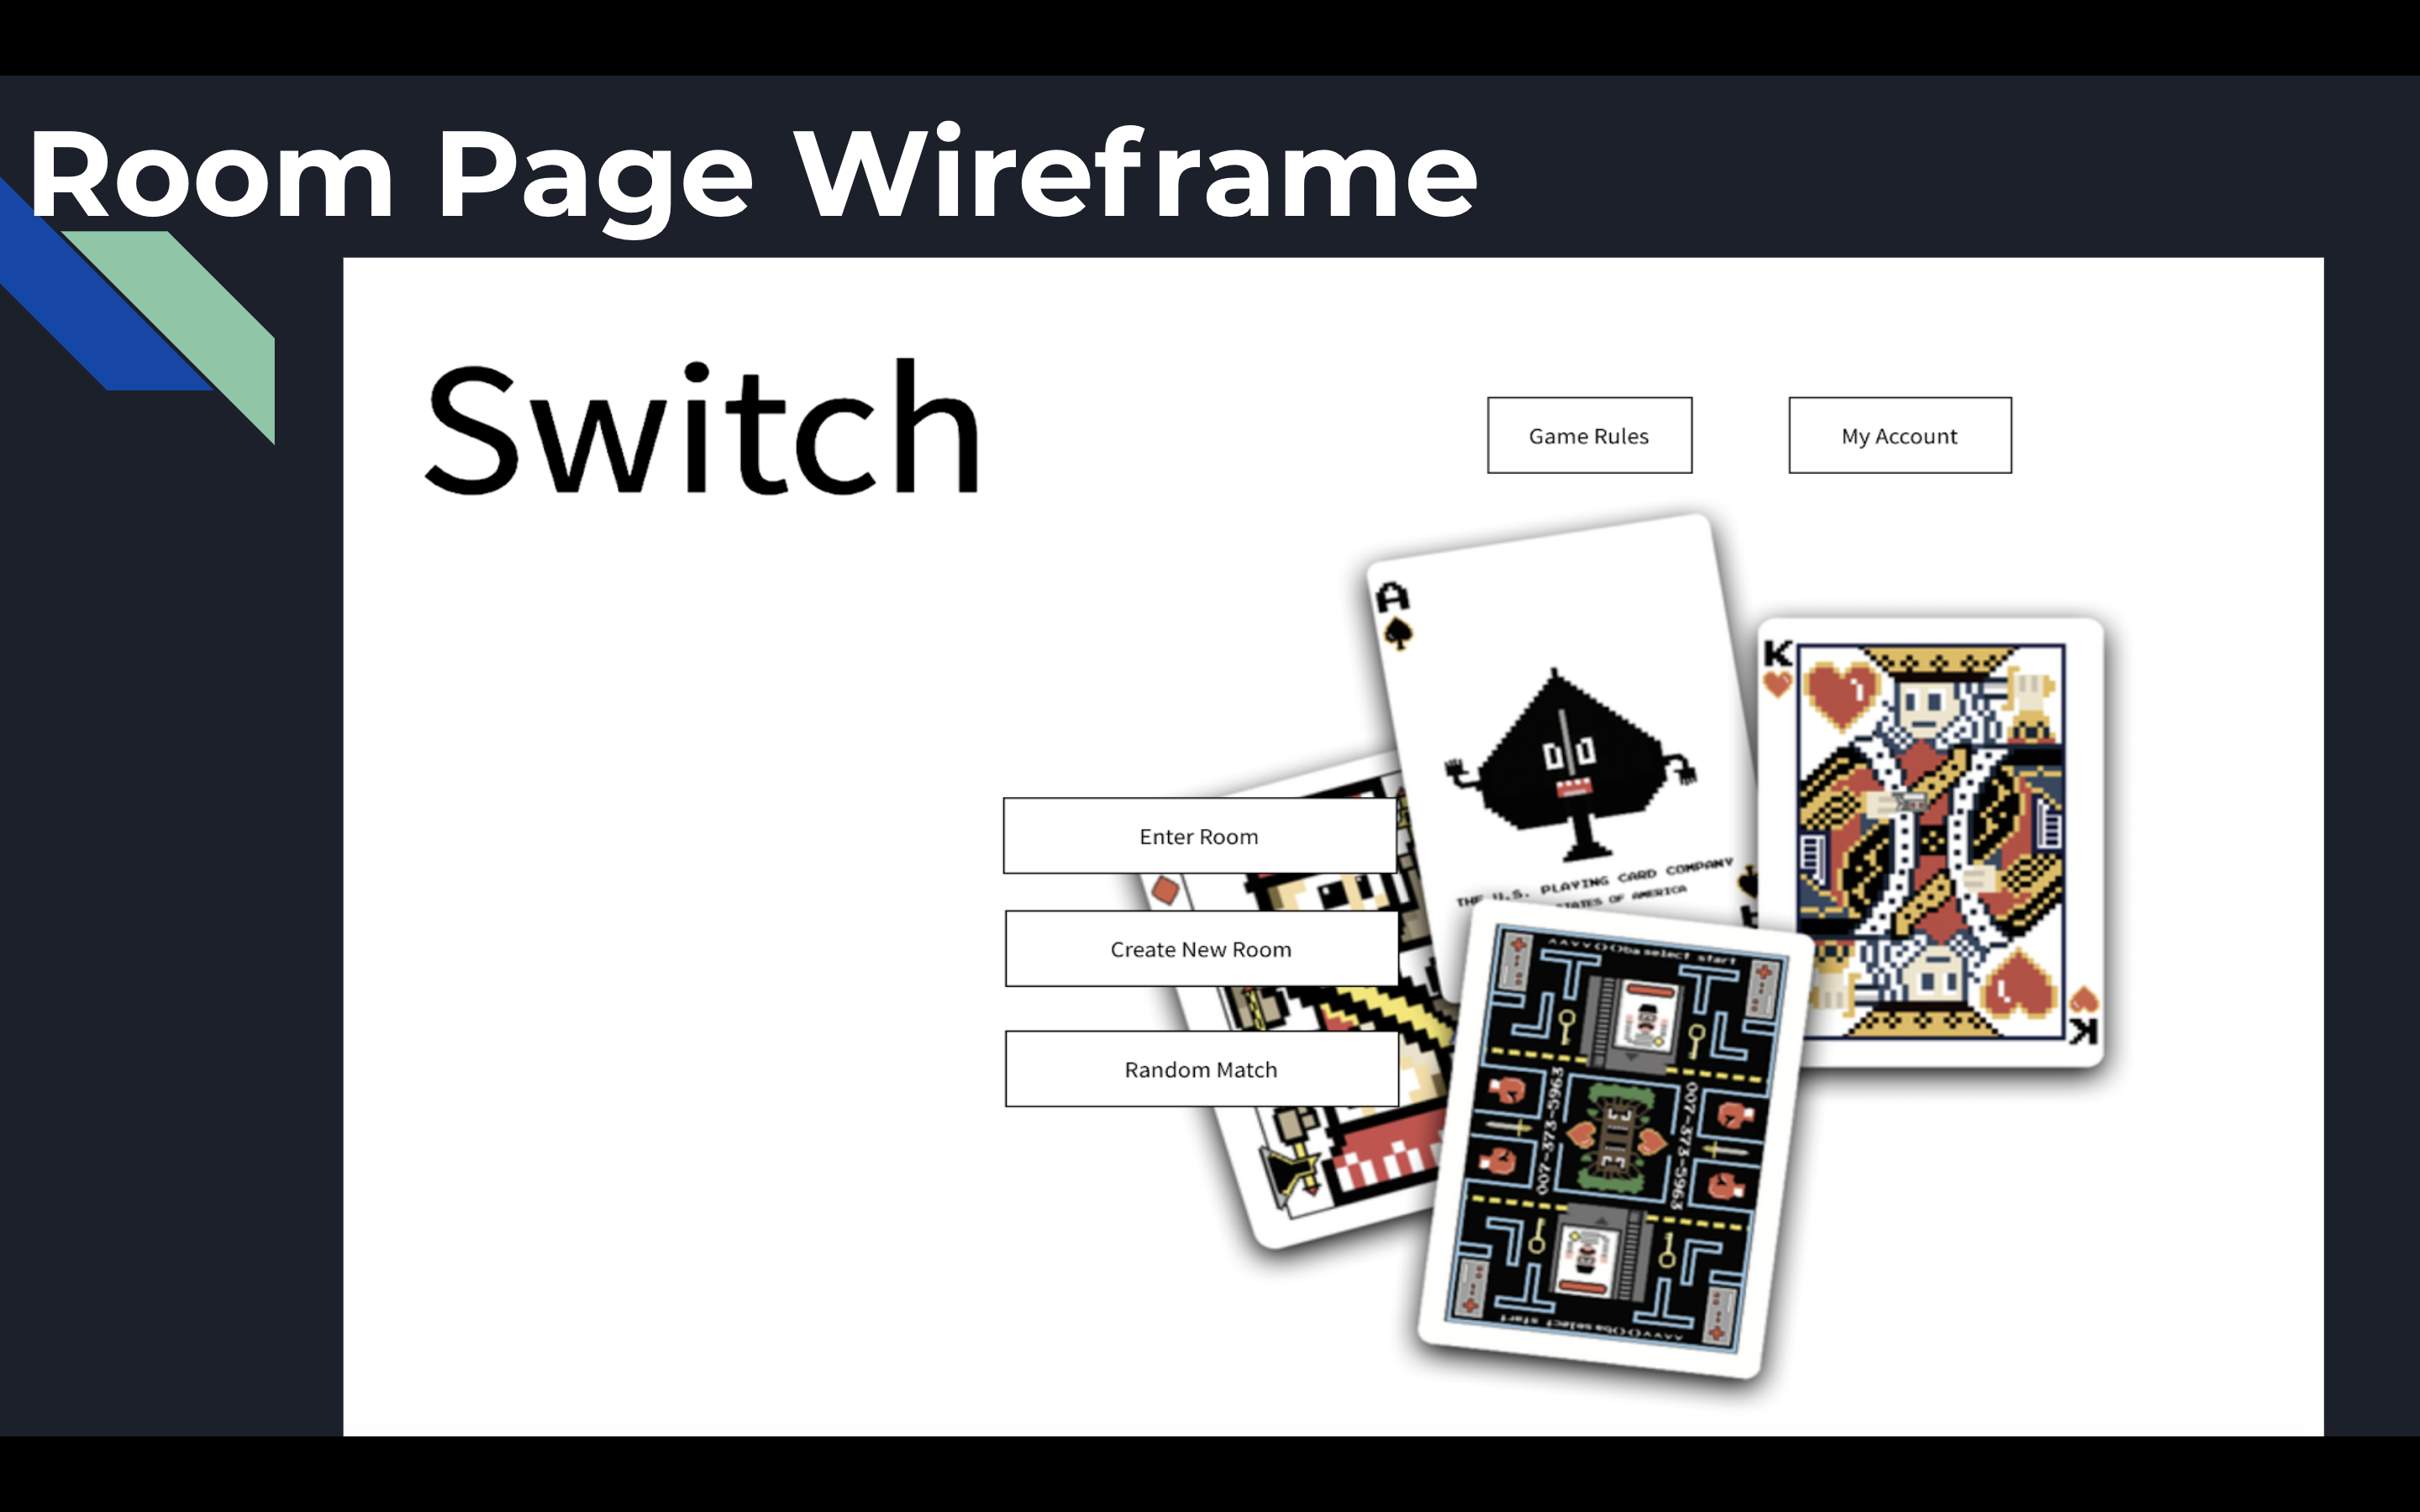 Room Page Wireframe
Switch
Game Rules
My Account
A
K
Enter Room
Create New Room
Random Match
THE U.S. PLAYING CARD COMPANY
STATES OF AMERICA
select start
007-373-5963
007-373-5963
K
select start